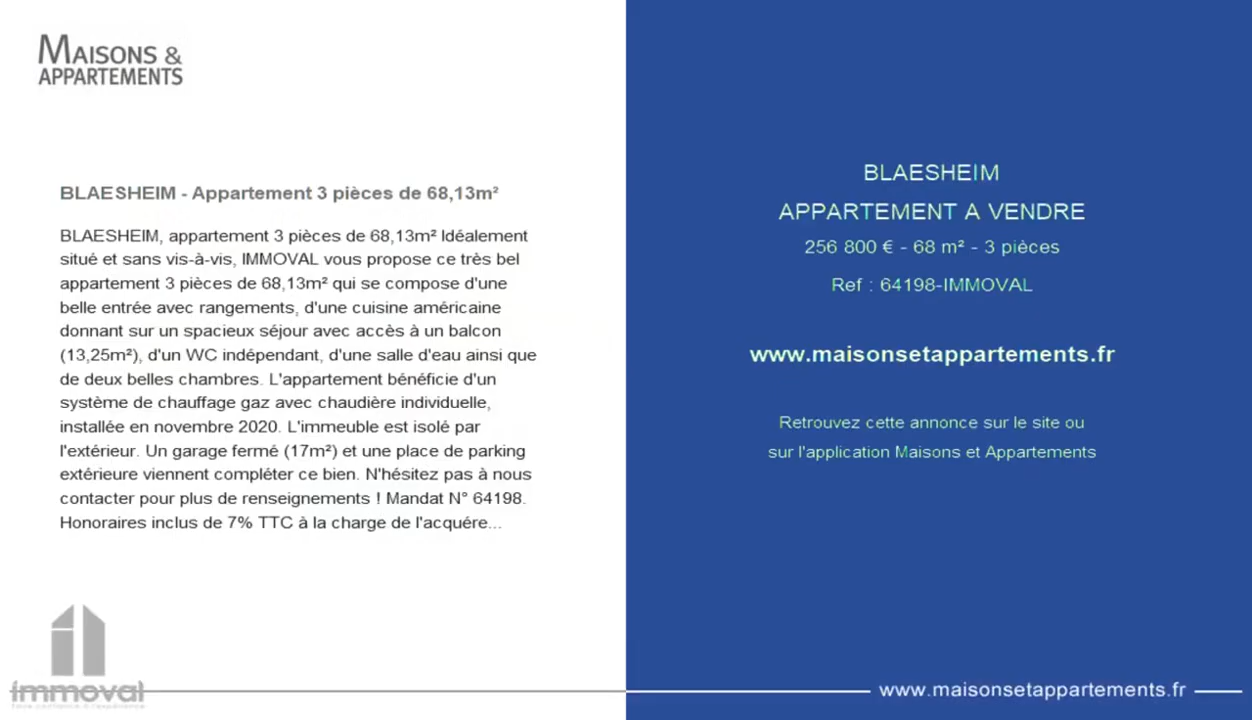 MAISONS &
APPARTEMENTS
BLAESHEIM - Appartement 3 pièces de 68,13m²
BLAESHEIM, appartement 3 pièces de 68,13m² Idéalement
situé et sans vis-à-vis, IMMOVAL vous propose ce très bel
appartement 3 pièces de 68,13m² qui se compose d'une
belle entrée avec rangements, d'une cuisine américaine
donnant sur un spacieux séjour avec accès à un balcon
(13,25m²), d'un WC indépendant, d'une salle d'eau ainsi que
de deux belles chambres. L'appartement bénéficie d'un
système de chauffage gaz avec chaudière individuelle,
installée en novembre 2020. L'immeuble est isolé par
l'extérieur. Un garage fermé (17m²) et une place de parking
extérieure viennent compléter ce bien. N'hésitez pas à nous
contacter pour plus de renseignements ! Mandat N° 64198.
Honoraires inclus de 7% TTC à la charge de l'acquére...
immoval
BLAESHEIM
APPARTEMENT A VENDRE
256 800 € - 68 m² - 3 pièces
Ref : 64198-IMMOVAL
www.maisonsetappartements.fr
Retrouvez cette annonce sur le site ou
sur l'application Maisons et Appartements
www.maisonsetappartements.fr